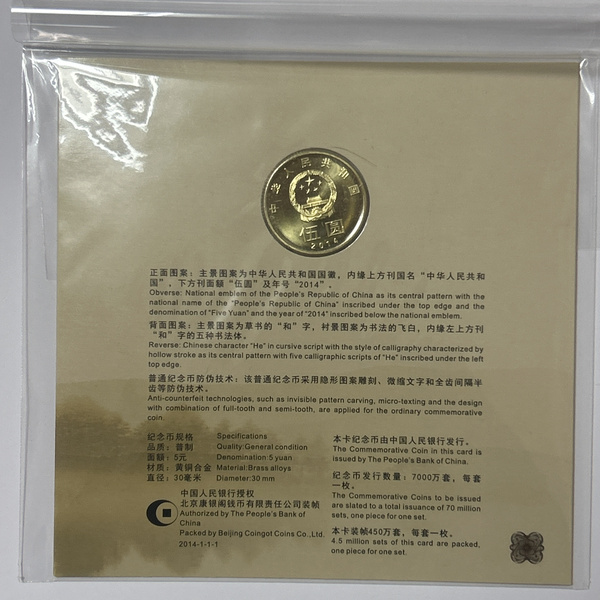 中华人民共和国
伍圆
2014
正面图案：主景图案为中华人民共和国国徽，内缘上方刊国名“中华人民共和
国”，下方刊面额“伍圆”及年号“2014”。
Obverse: National emblem of the People's Republic of China as its central pattern with the
national name of the "People's Republic of China" inscribed under the top edge and the
denomination of "Five Yuan" and the year of "2014" inscribed below the national emblem.
背面图案：主景图案为草书的“和”字，衬景图案为书法的飞白，内缘左上方刊
“和”字的五种书法体。
Reverse: Chinese character "He" in cursive script with the style of calligraphy characterized by
hollow stroke as its central pattern with five calligraphic scripts of "He" inscribed under the left
top edge.
普通纪念币防伪技术：该普通纪念币采用隐形图案雕刻、微缩文字和全齿间隔半
齿等防伪技术。
Anti-counterfeit technologies, such as invisible pattern carving, micro-texting and the design
with combination of full-tooth and semi-tooth, are applied for the ordinary commemorative
coin.
纪念币规格 Specifications
品质：普制 Quality:General condition
面额：5元 Denomination:5 yuan
材质：黄铜合金 Material:Brass alloys
直径：30毫米 Diameter:30 mm
中国人民银行授权
北京康银阁钱币有限责任公司装帧
Authorized by The People's Bank of
China
Packed by Beijing Coingot Coins Co.,Ltd.
2014-1-1-1
本卡纪念币由中国人民银行发行。
The Commemorative Coin in this card is
issued by The People's Bank of China.
纪念币发行数量：7000万套，每套
一枚。
The Commemorative Coins to be issued
are slated to a total issuance of 70 million
sets, one piece for one set.
本卡装帧450万套，每套一枚。
4.5 million sets of this card are packed,
one piece for one set.